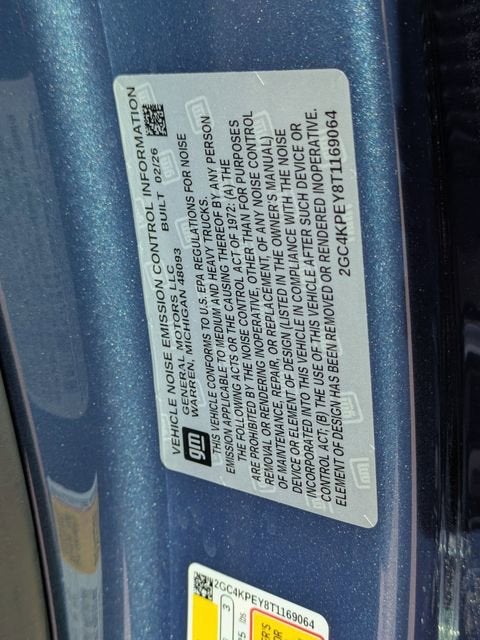 VEHICLE NOISE EMISSION CONTROL INFORMATION
GENERAL MOTORS LLC BUILT 02/26
WARREN, MICHIGAN 48093
gm
VEHICLE CONFORMS TO U.S. EPA REGULATIONS FOR NOISE
EMISSION APPLICABLE TO MEDIUM AND HEAVY TRUCKS.
THE FOLLOWING ACTS OR THE CAUSING THEREOF BY ANY PERSON
ARE PROHIBITED BY THE NOISE CONTROL ACT OF 1972: (A) THE
REMOVAL OR RENDERING INOPERATIVE, OTHER THAN FOR PURPOSES
OF MAINTENANCE, REPAIR, OR REPLACEMENT, OF ANY NOISE CONTROL
DEVICE OR ELEMENT OF DESIGN (LISTED IN THE OWNER'S MANUAL)
INCORPORATED INTO THIS VEHICLE IN COMPLIANCE WITH THE NOISE
CONTROL ACT; (B) THE USE OF THIS VEHICLE AFTER SUCH DEVICE OR
ELEMENT OF DESIGN HAS BEEN REMOVED OR RENDERED INOPERATIVE.
2GC4KPEY8T1169064
2GC4KPEY8T1169064
3
lbs